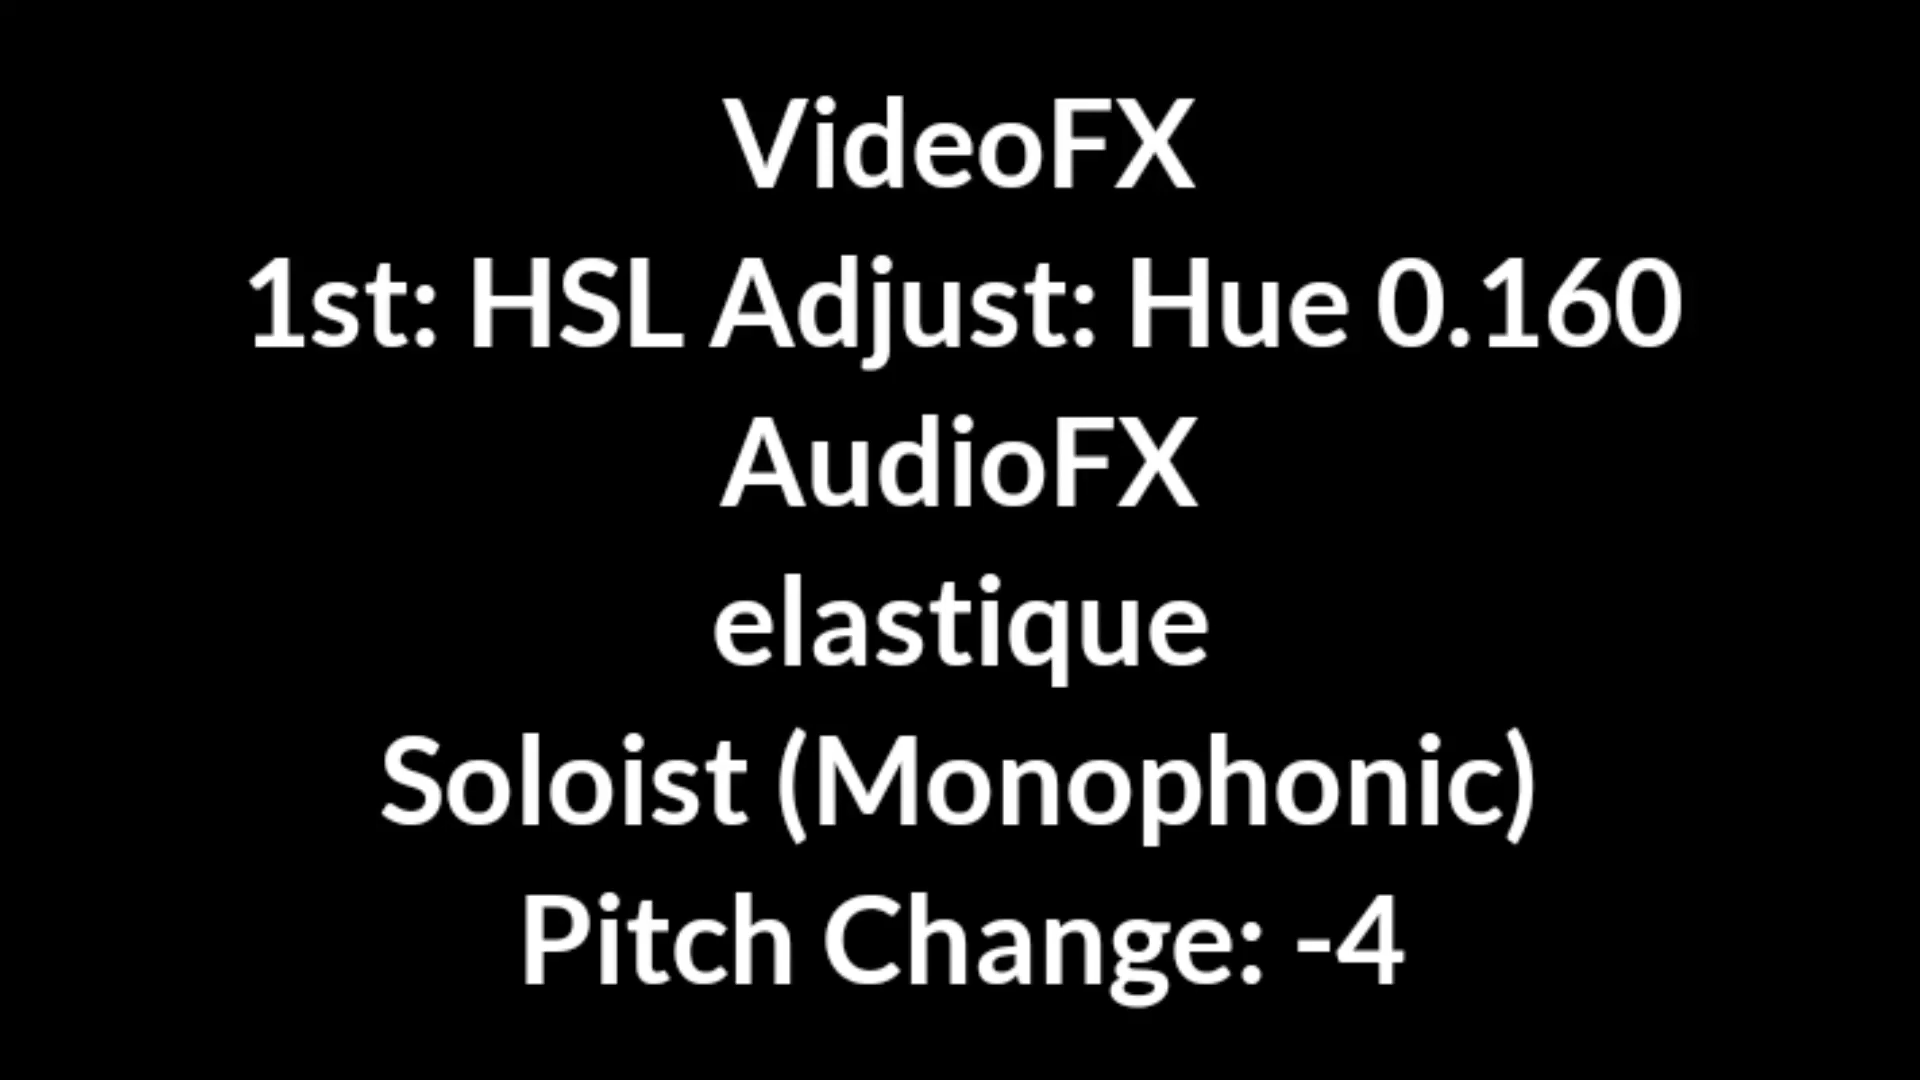 VideoFX
1st: HSL Adjust: Hue 0.160
AudioFX
elastique
Soloist (Monophonic)
Pitch Change: -4